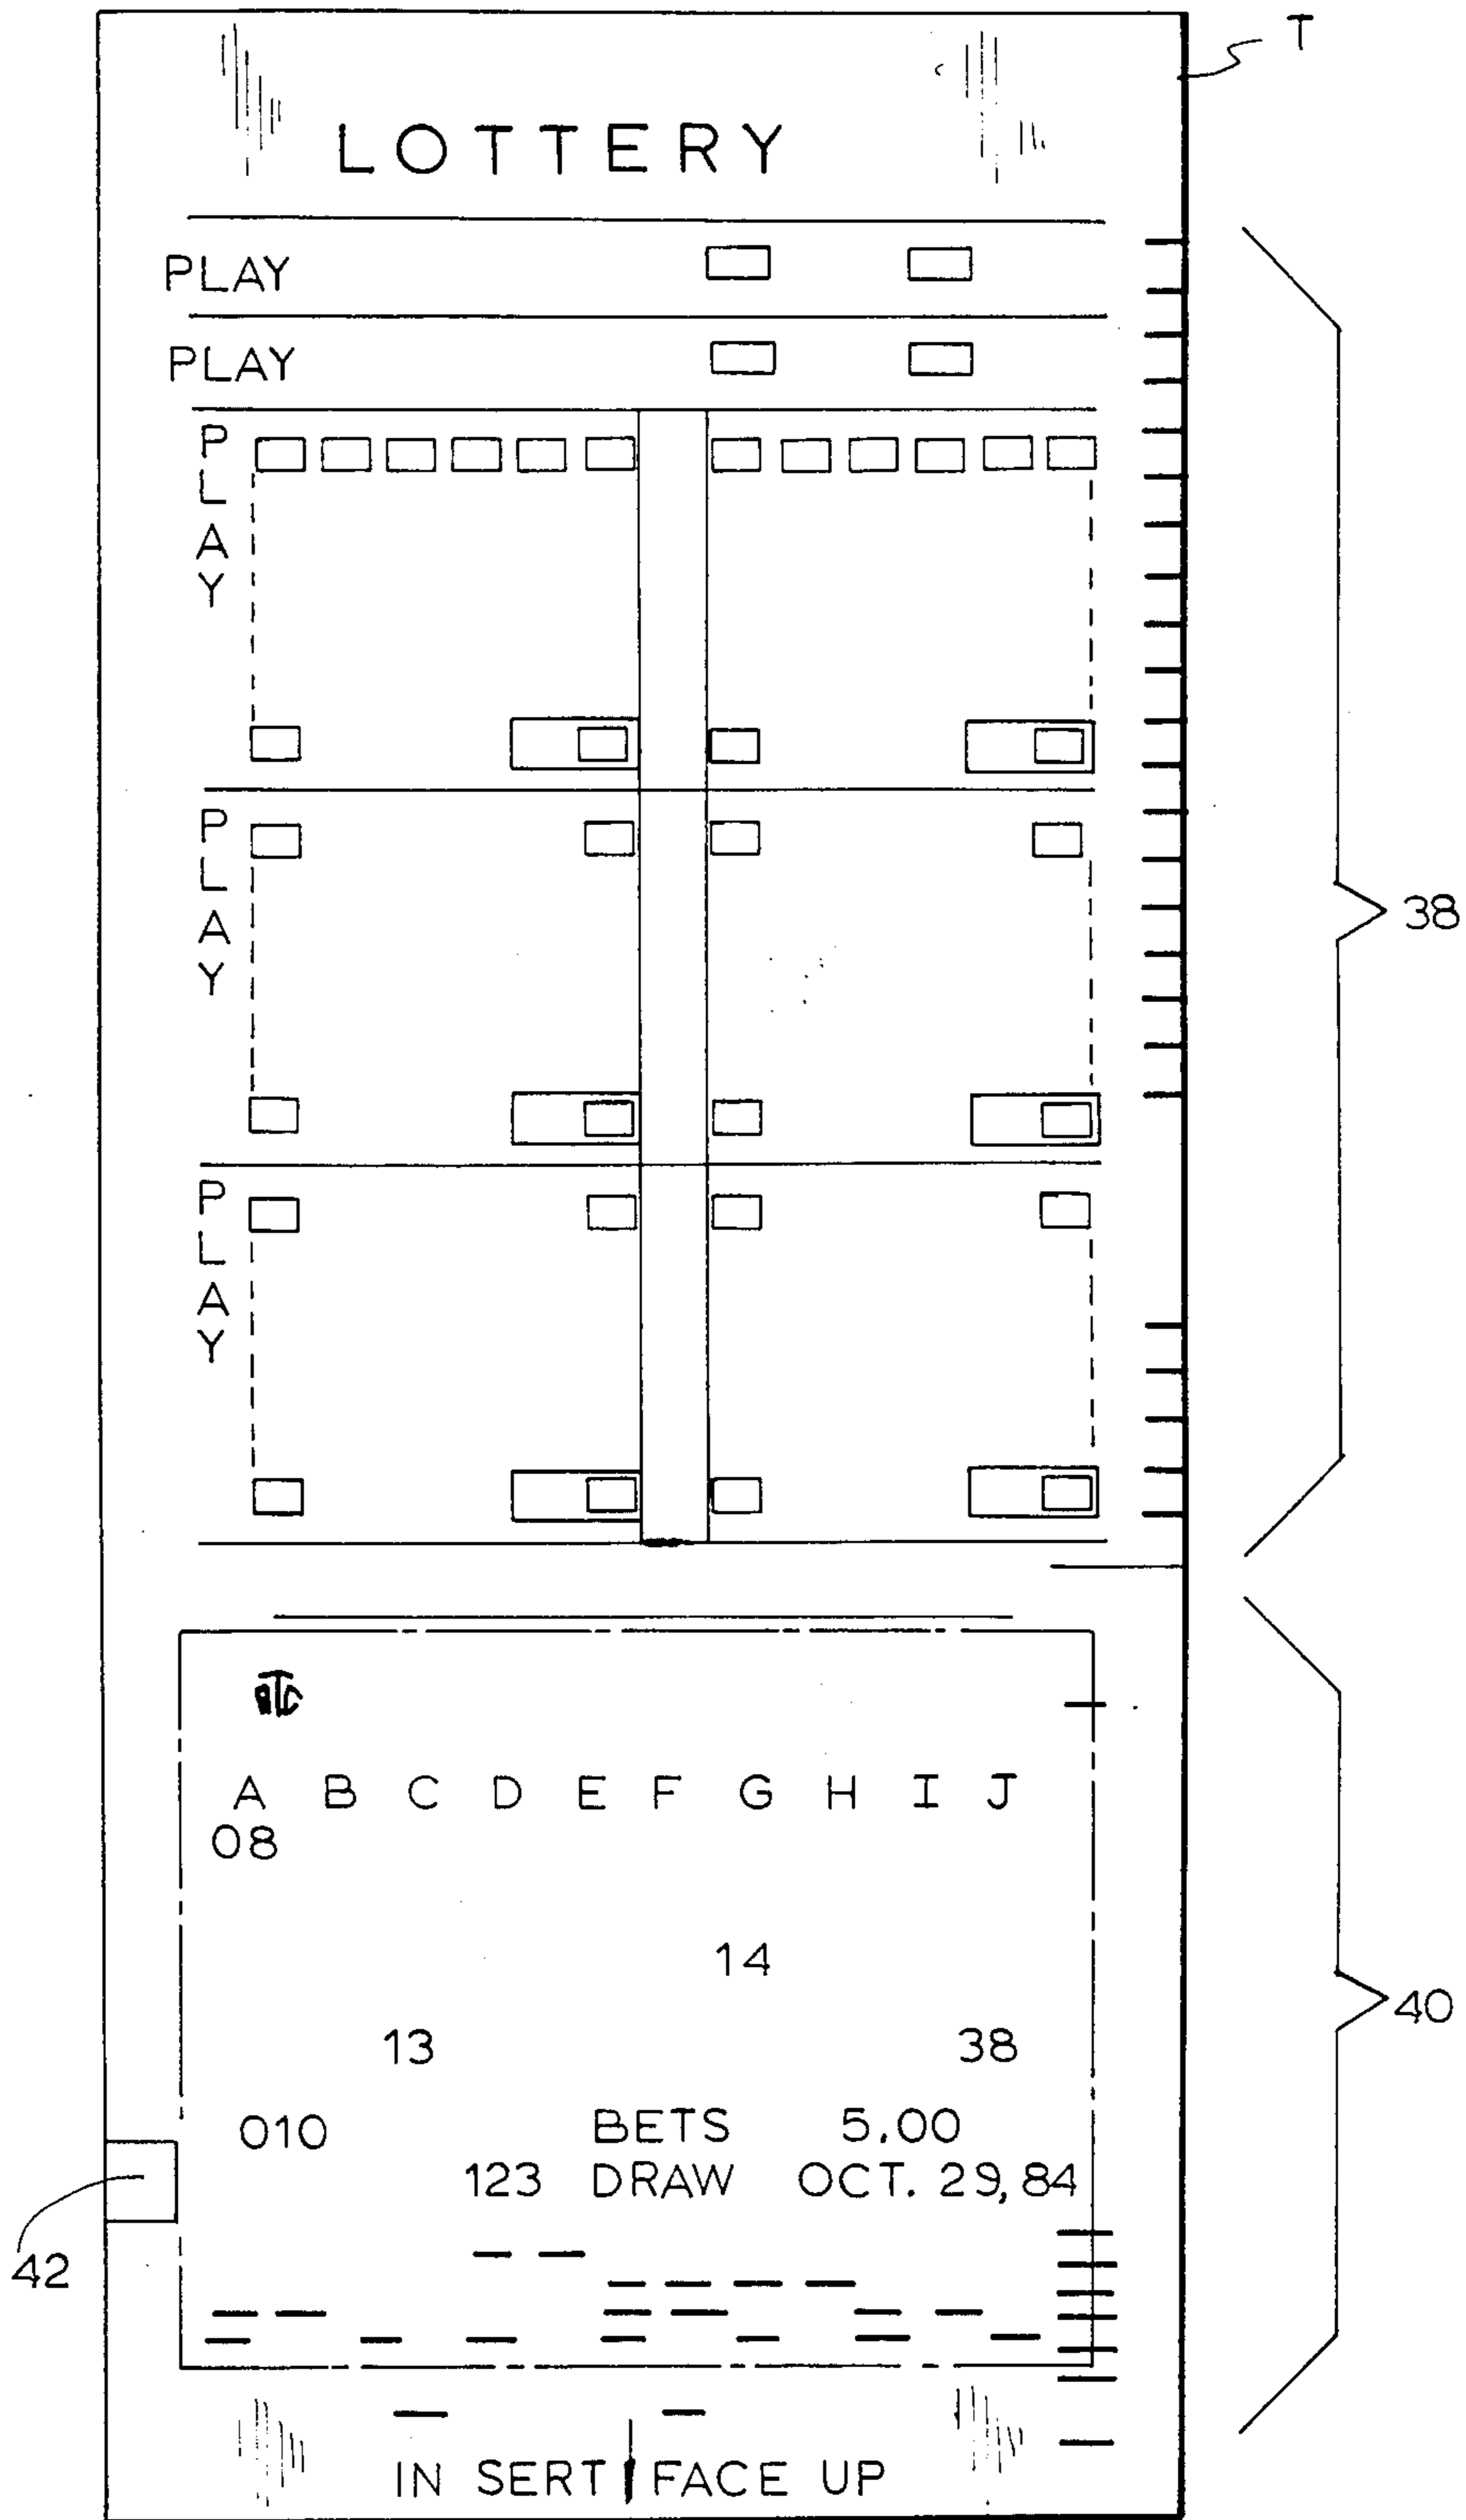 T
LOTTERY
PLAY
PLAY
PLAY
PLAY
38
PLAY
A B C D E F G H I J
08
14
40
13 38
010 BETS 5.00
123 DRAW OCT. 29, 84
42
IN SERT FACE UP